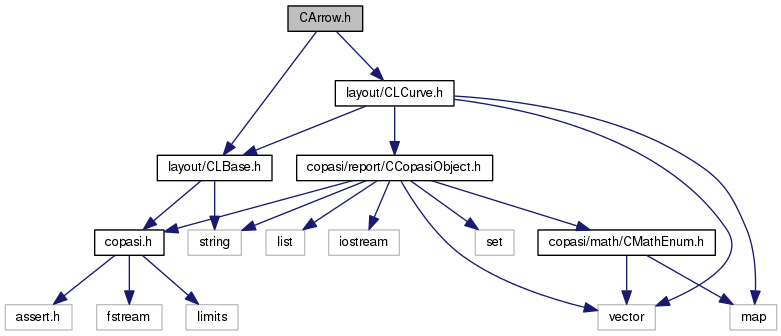 CArrow.h
layout/CLCurve.h
layout/CLBase.h
copasi/report/CCopasiObject.h
copasi.h
string
list
iostream
set
copasi/math/CMathEnum.h
assert.h
fstream
limits
vector
map